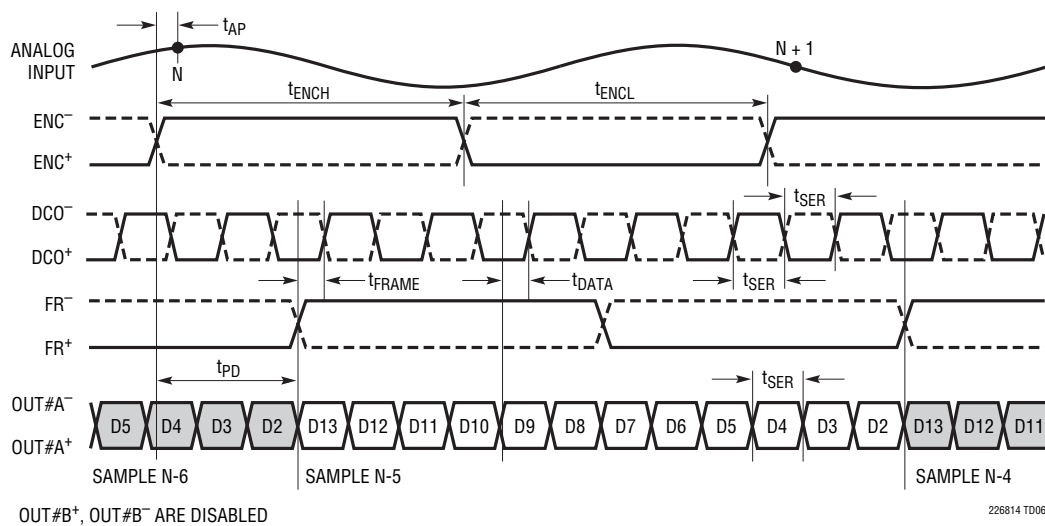 tAP
ANALOG
INPUT
N
N + 1
tENCH
tENCL
ENC–
ENC+
DCO–
DCO+
tSER
tFRAME
tDATA
tSER
FR–
FR+
tPD
tSER
OUT#A–
OUT#A+
D5 D4 D3 D2 D13 D12 D11 D10 D9 D8 D7 D6 D5 D4 D3 D2 D13 D12 D11
SAMPLE N-6 SAMPLE N-5 SAMPLE N-4
OUT#B+, OUT#B– ARE DISABLED
226814 TD06